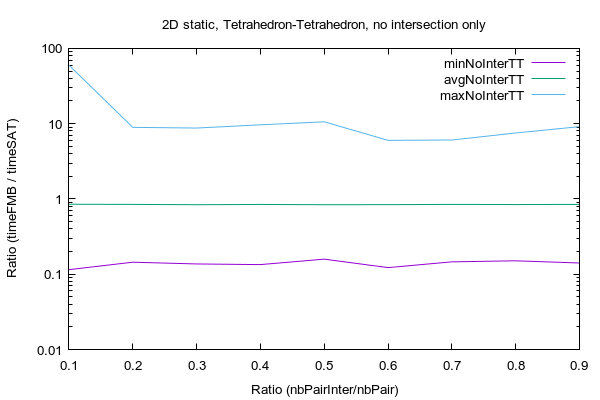 2D static, Tetrahedron-Tetrahedron, no intersection only
100
10
1
0.1
0.01
Ratio (timeFMB / timeSAT)
minNoInterTT
avgNoInterTT
maxNoInterTT
0.1 0.2 0.3 0.4 0.5 0.6 0.7 0.8 0.9
Ratio (nbPairInter/nbPair)